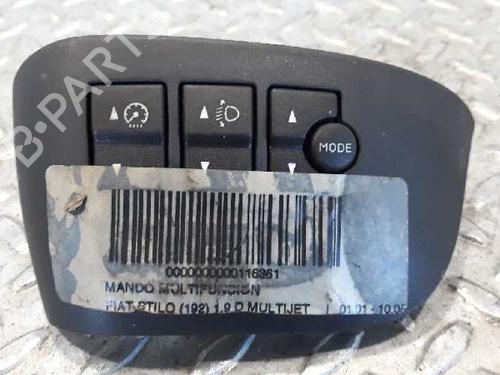 B-PARTS
MODE
0000000000116361
MANDO MULTIFUNCION
FIAT STILO (192) 1.9 D MULTIJET | 01.01 - 10.05